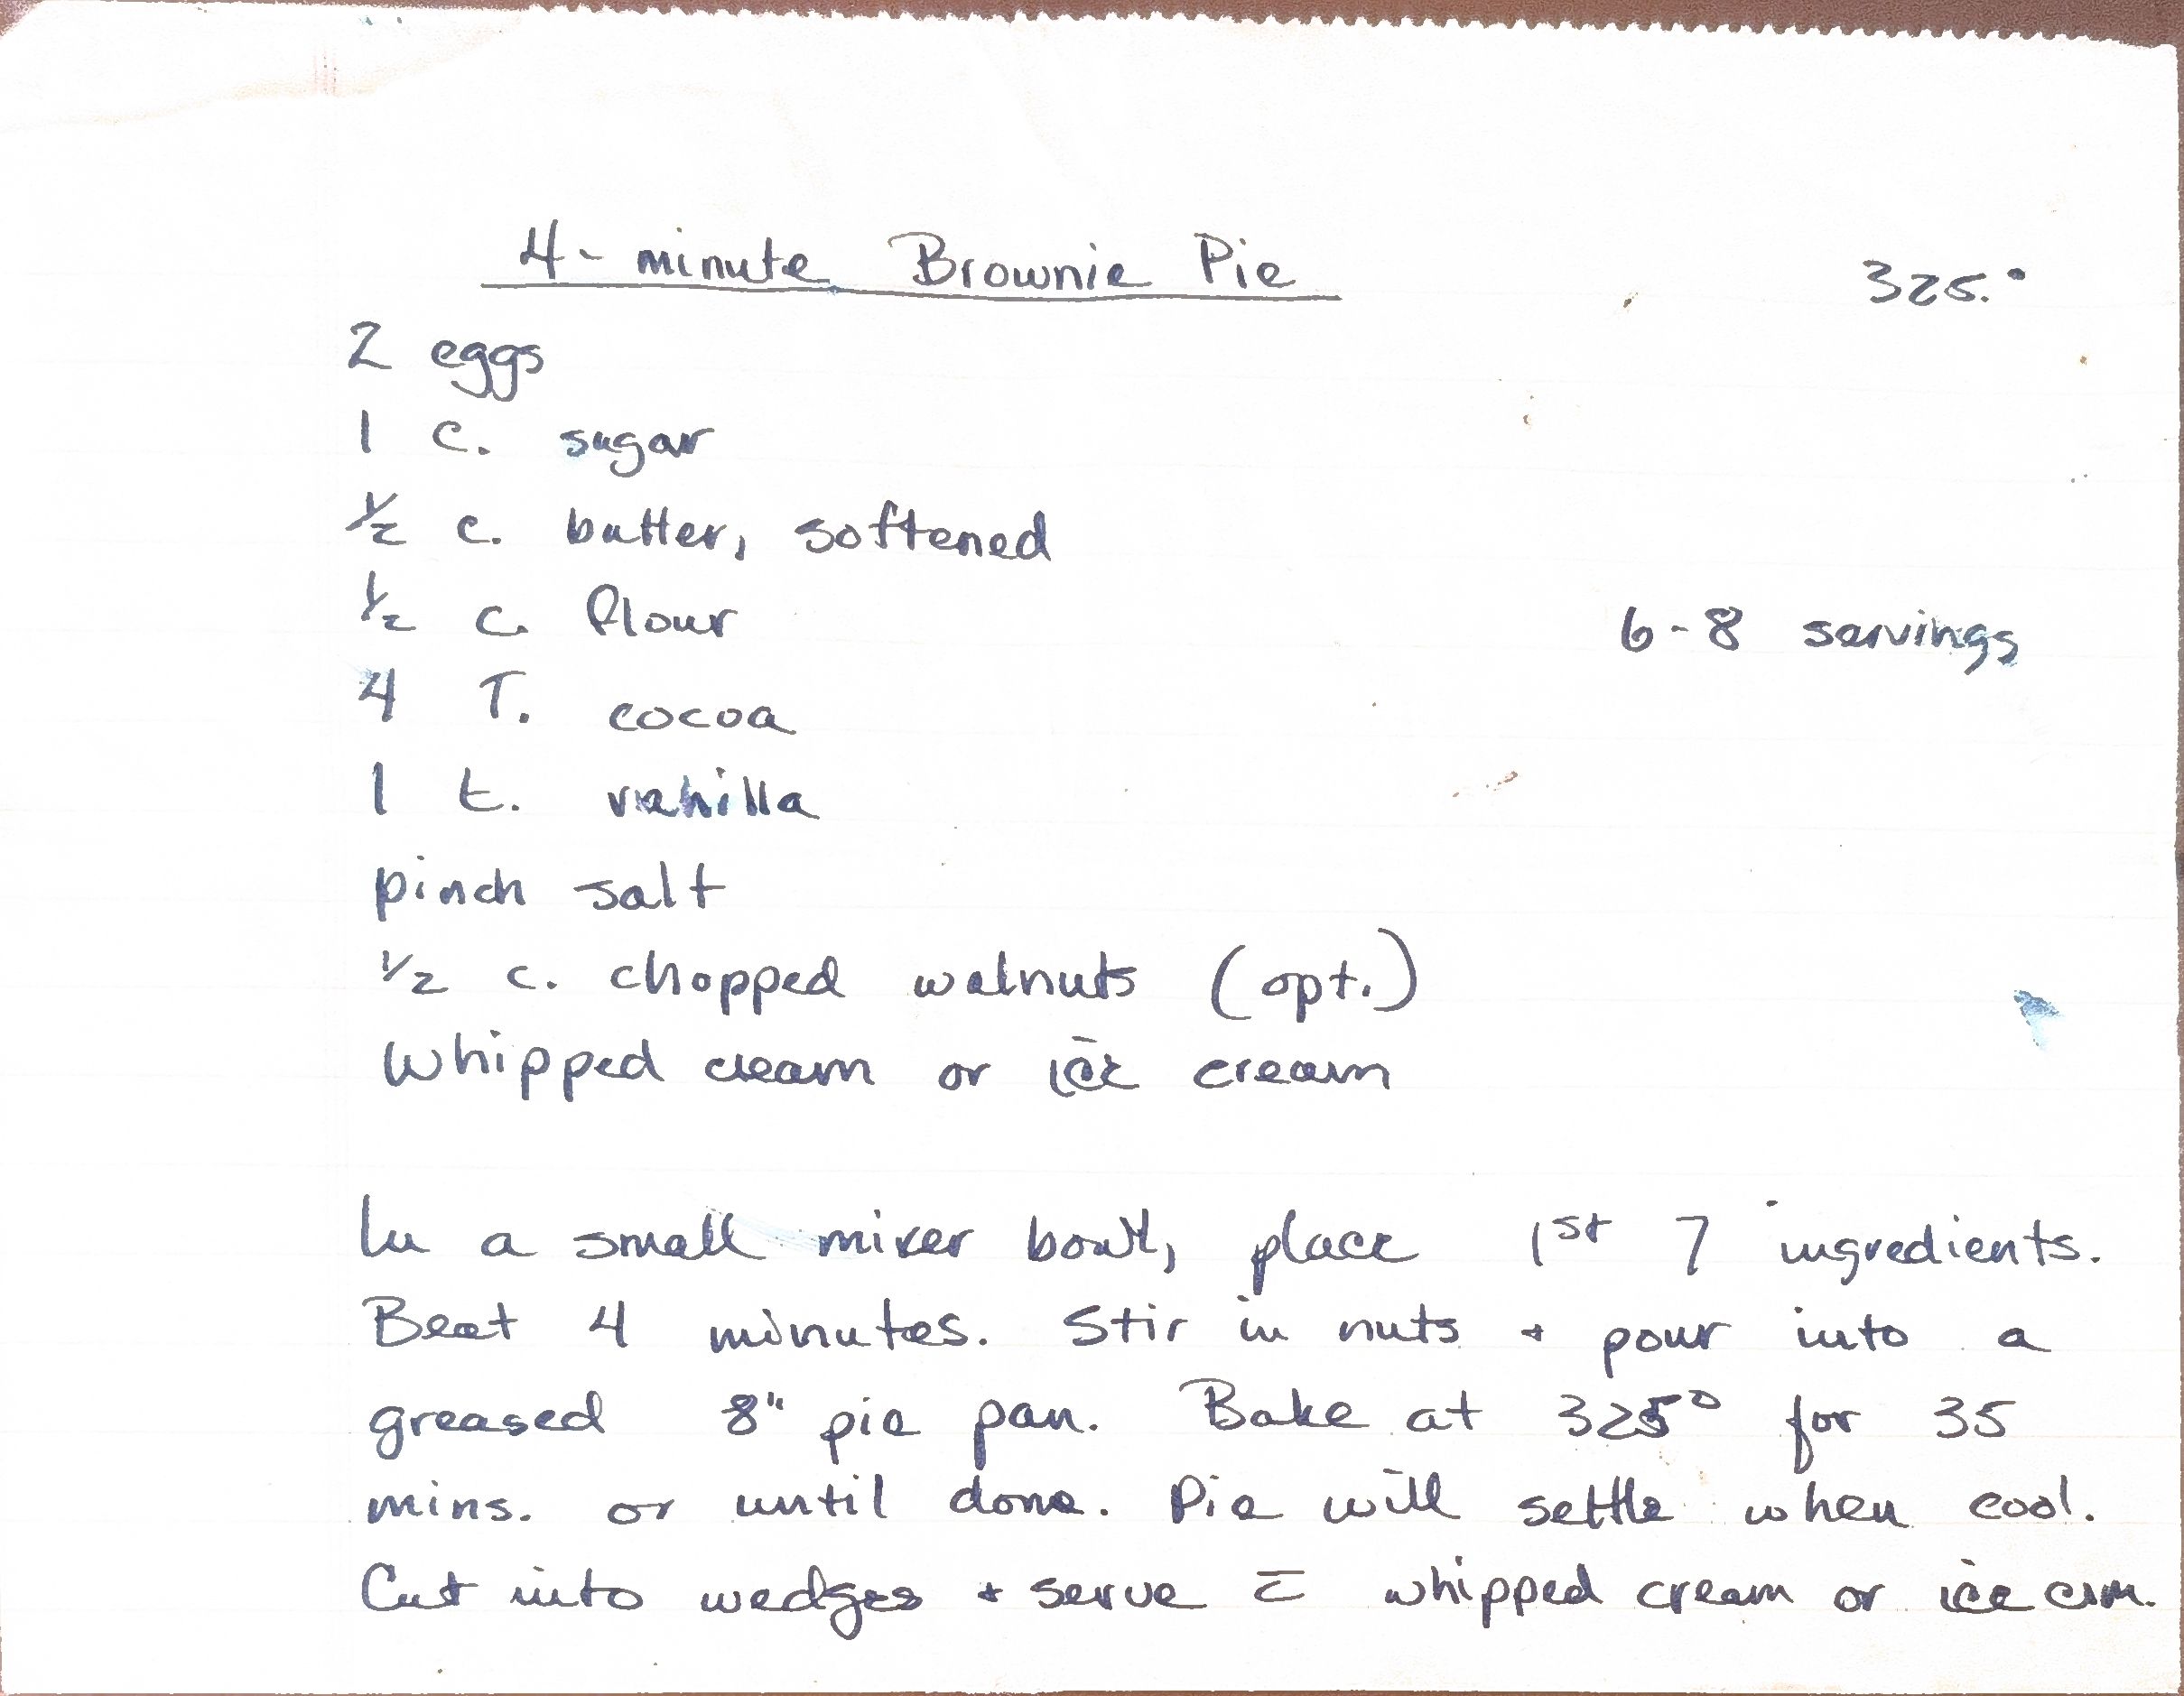 4-minute Brownie Pie 325.°
2 eggs
1 c. sugar
1/2 c. butter, softened
1/2 c. flour 6-8 servings
4 T. cocoa
1 t. vanilla
pinch salt
1/2 c. chopped walnuts (opt.)
whipped cream or ice cream
In a small mixer bowl, place 1st 7 ingredients.
Beat 4 minutes. Stir in nuts + pour into a
greased 8" pie pan. Bake at 325° for 35
mins. or until done. Pie will settle when cool.
Cut into wedges + serve c̄ whipped cream or ice crm.